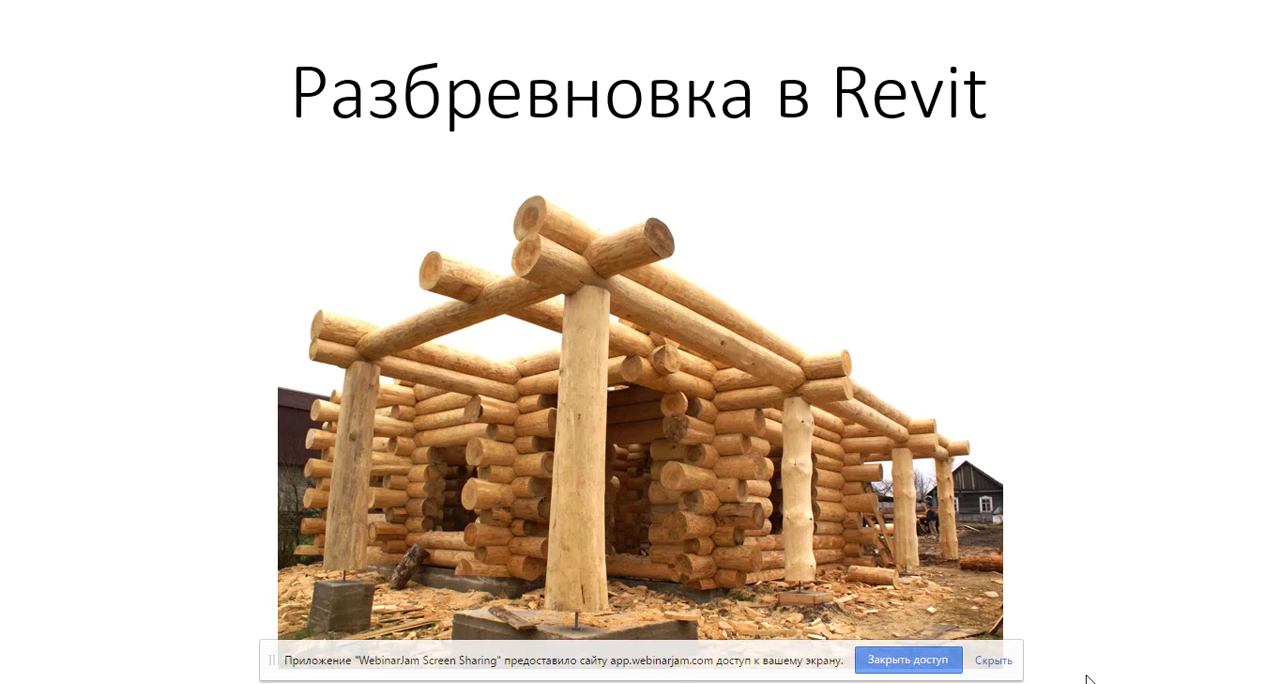 Разбревновка в Revit
Приложение "WebinarJam Screen Sharing" предоставило сайту app.webinarjam.com доступ к вашему экрану. Закрыть доступ Скрыть